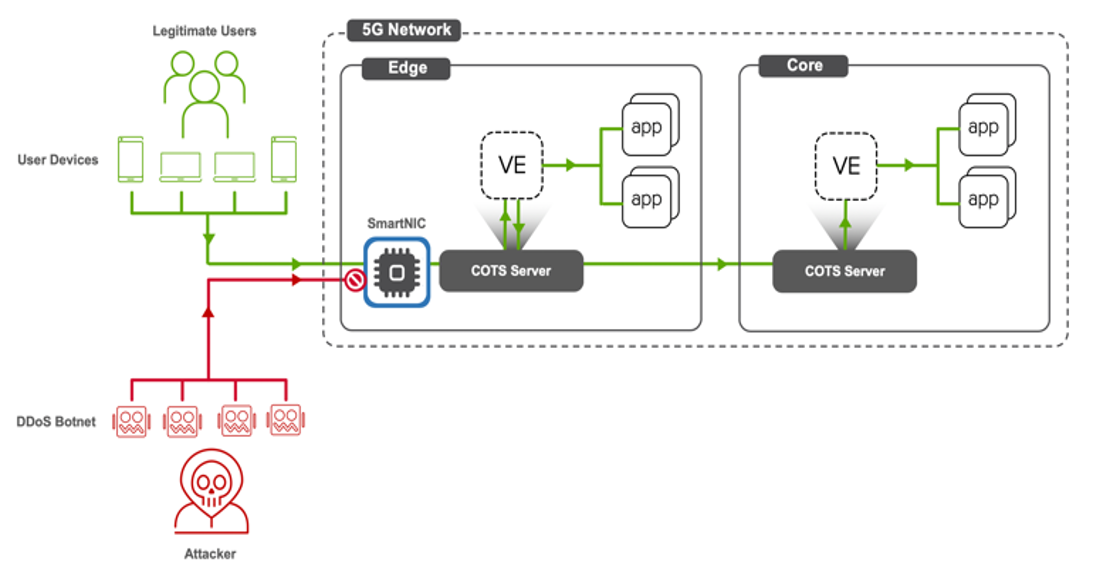 Legitimate Users
5G Network
Edge
Core
User Devices
VE
app
app
VE
app
app
SmartNIC
COTS Server
COTS Server
DDoS Botnet
Attacker